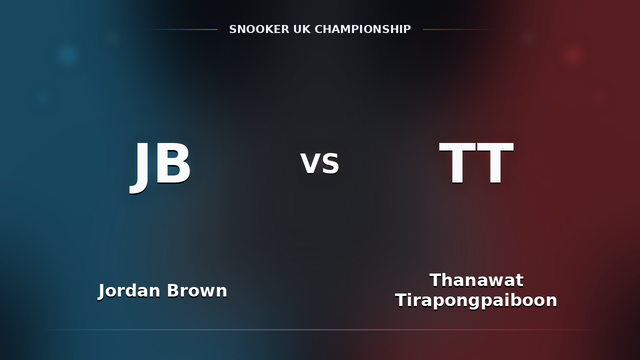 SNOOKER UK CHAMPIONSHIP
JB
VS
TT
Jordan Brown
Thanawat
Tirapongpaiboon